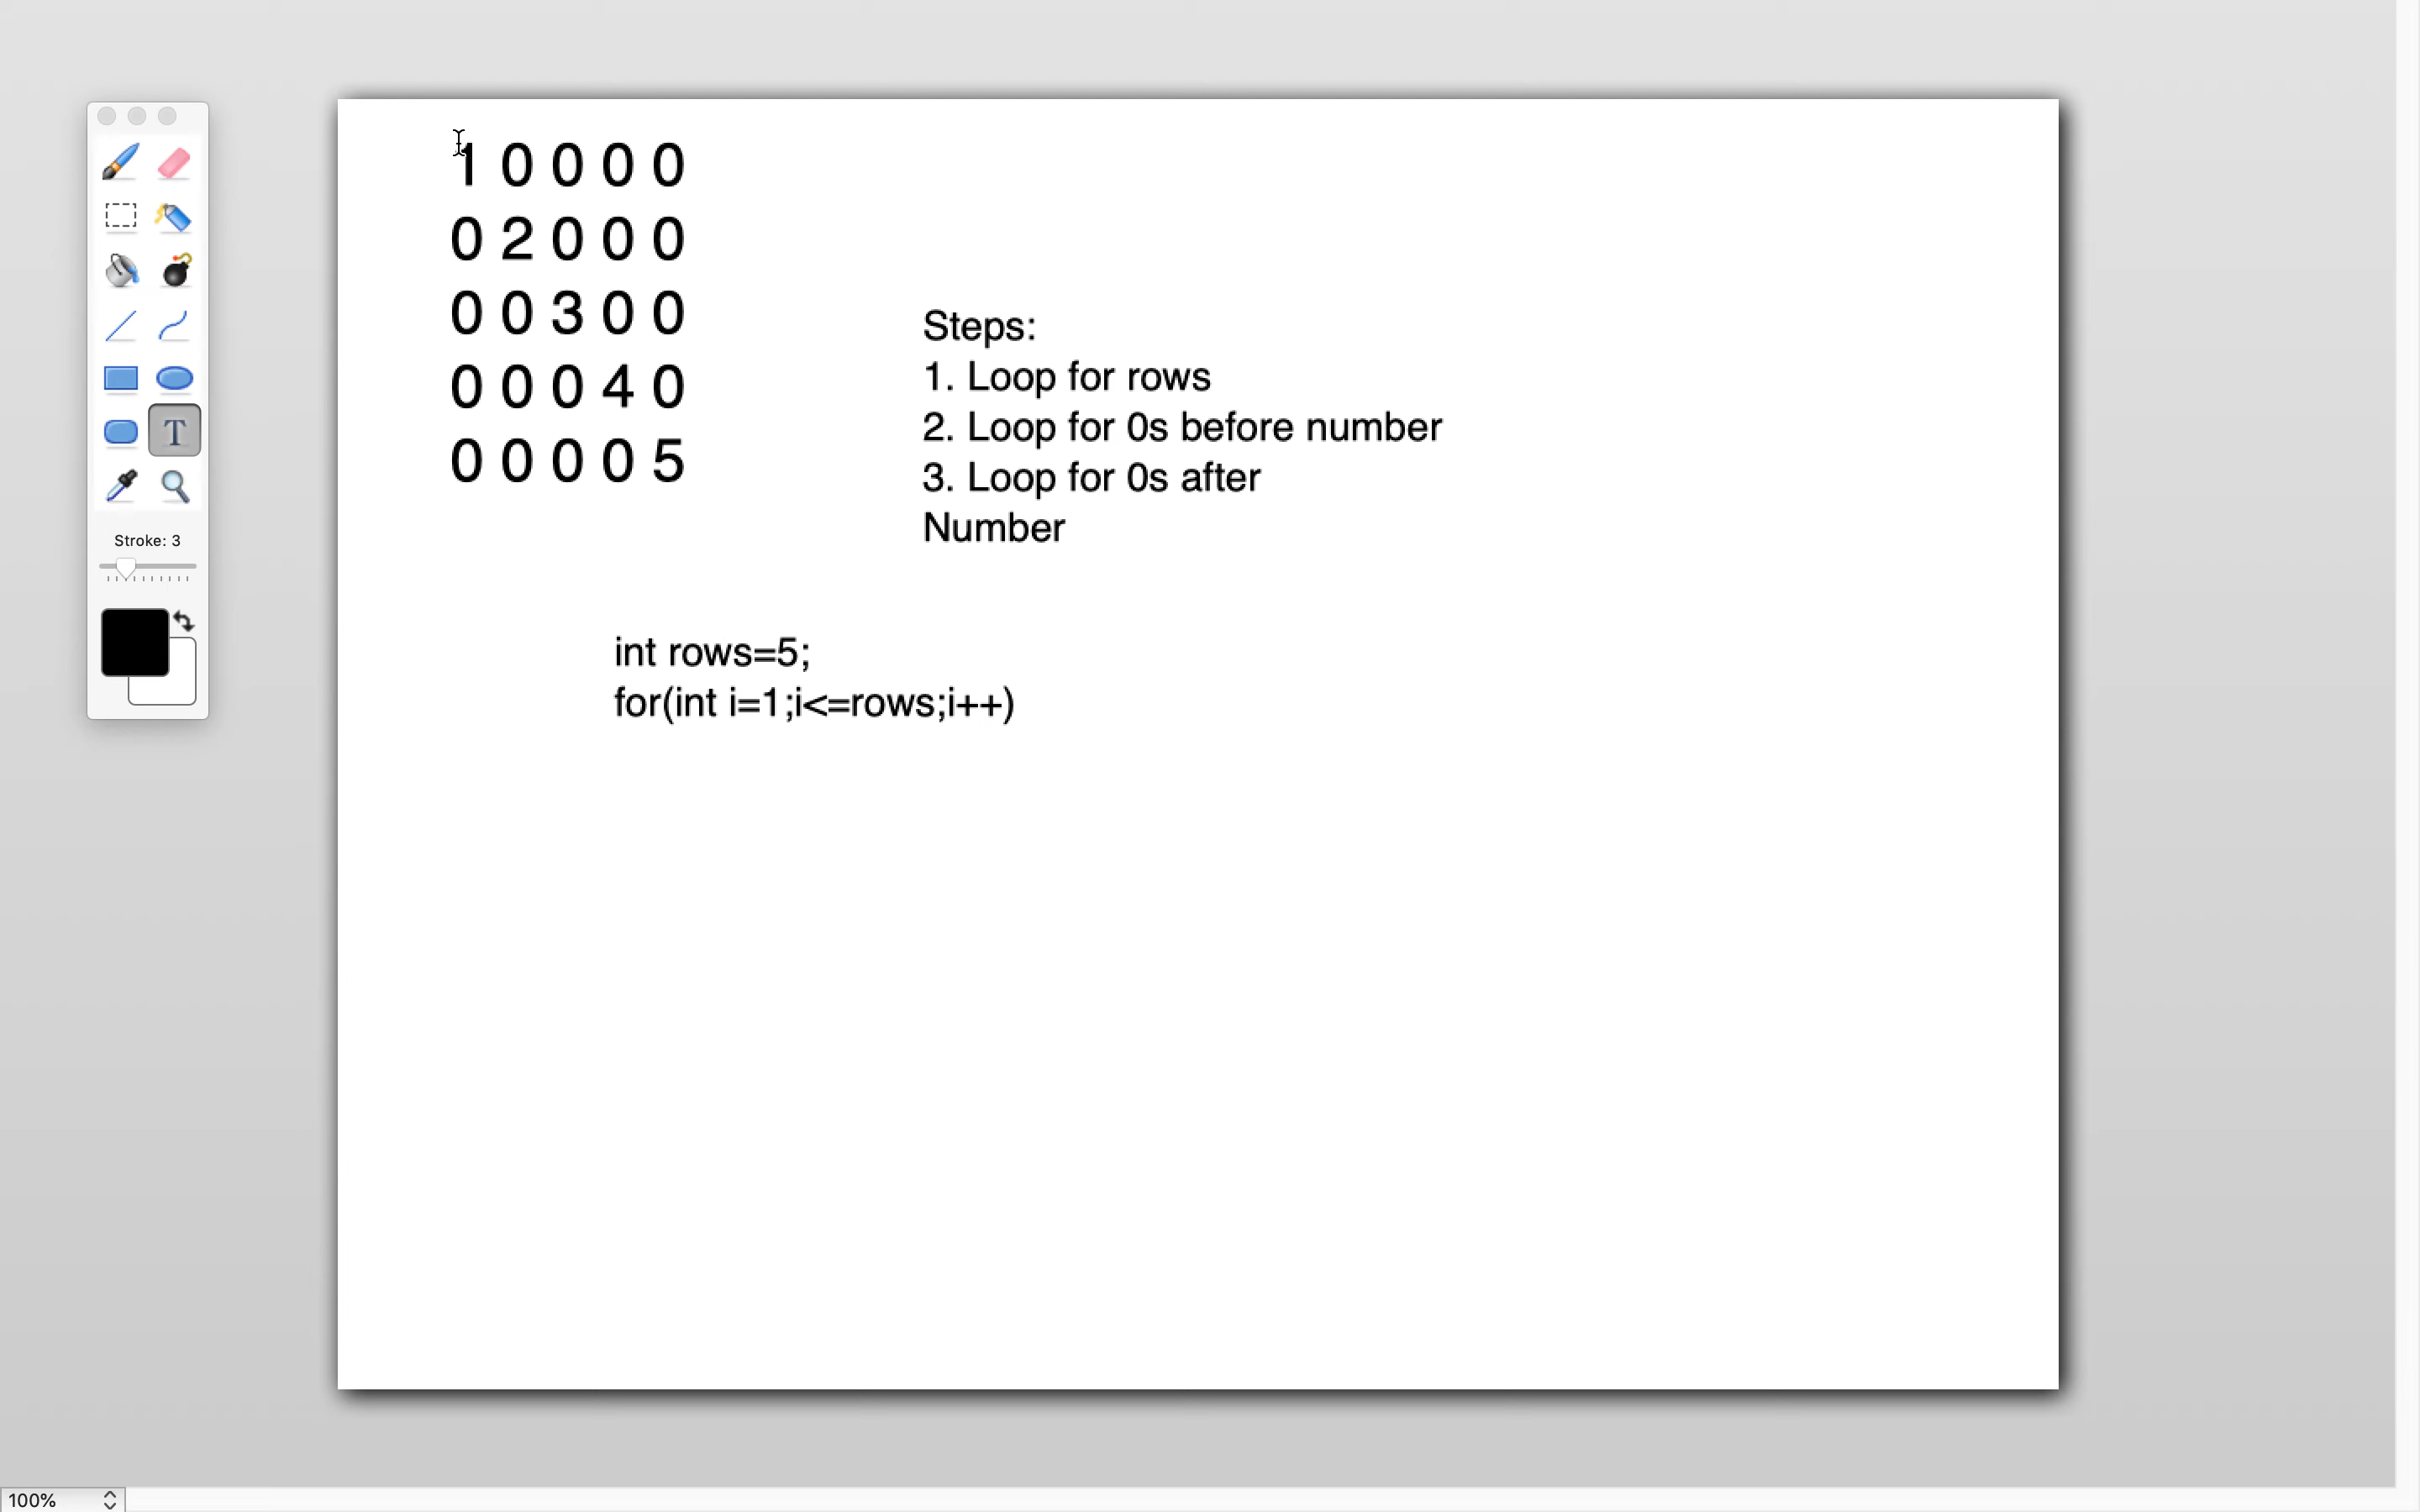 1 0 0 0 0
0 2 0 0 0
0 0 3 0 0
0 0 0 4 0
0 0 0 0 5
Steps:
1. Loop for rows
2. Loop for 0s before number
3. Loop for 0s after
Number
int rows=5;
for(int i=1;i<=rows;i++)
T
Stroke: 3
100%